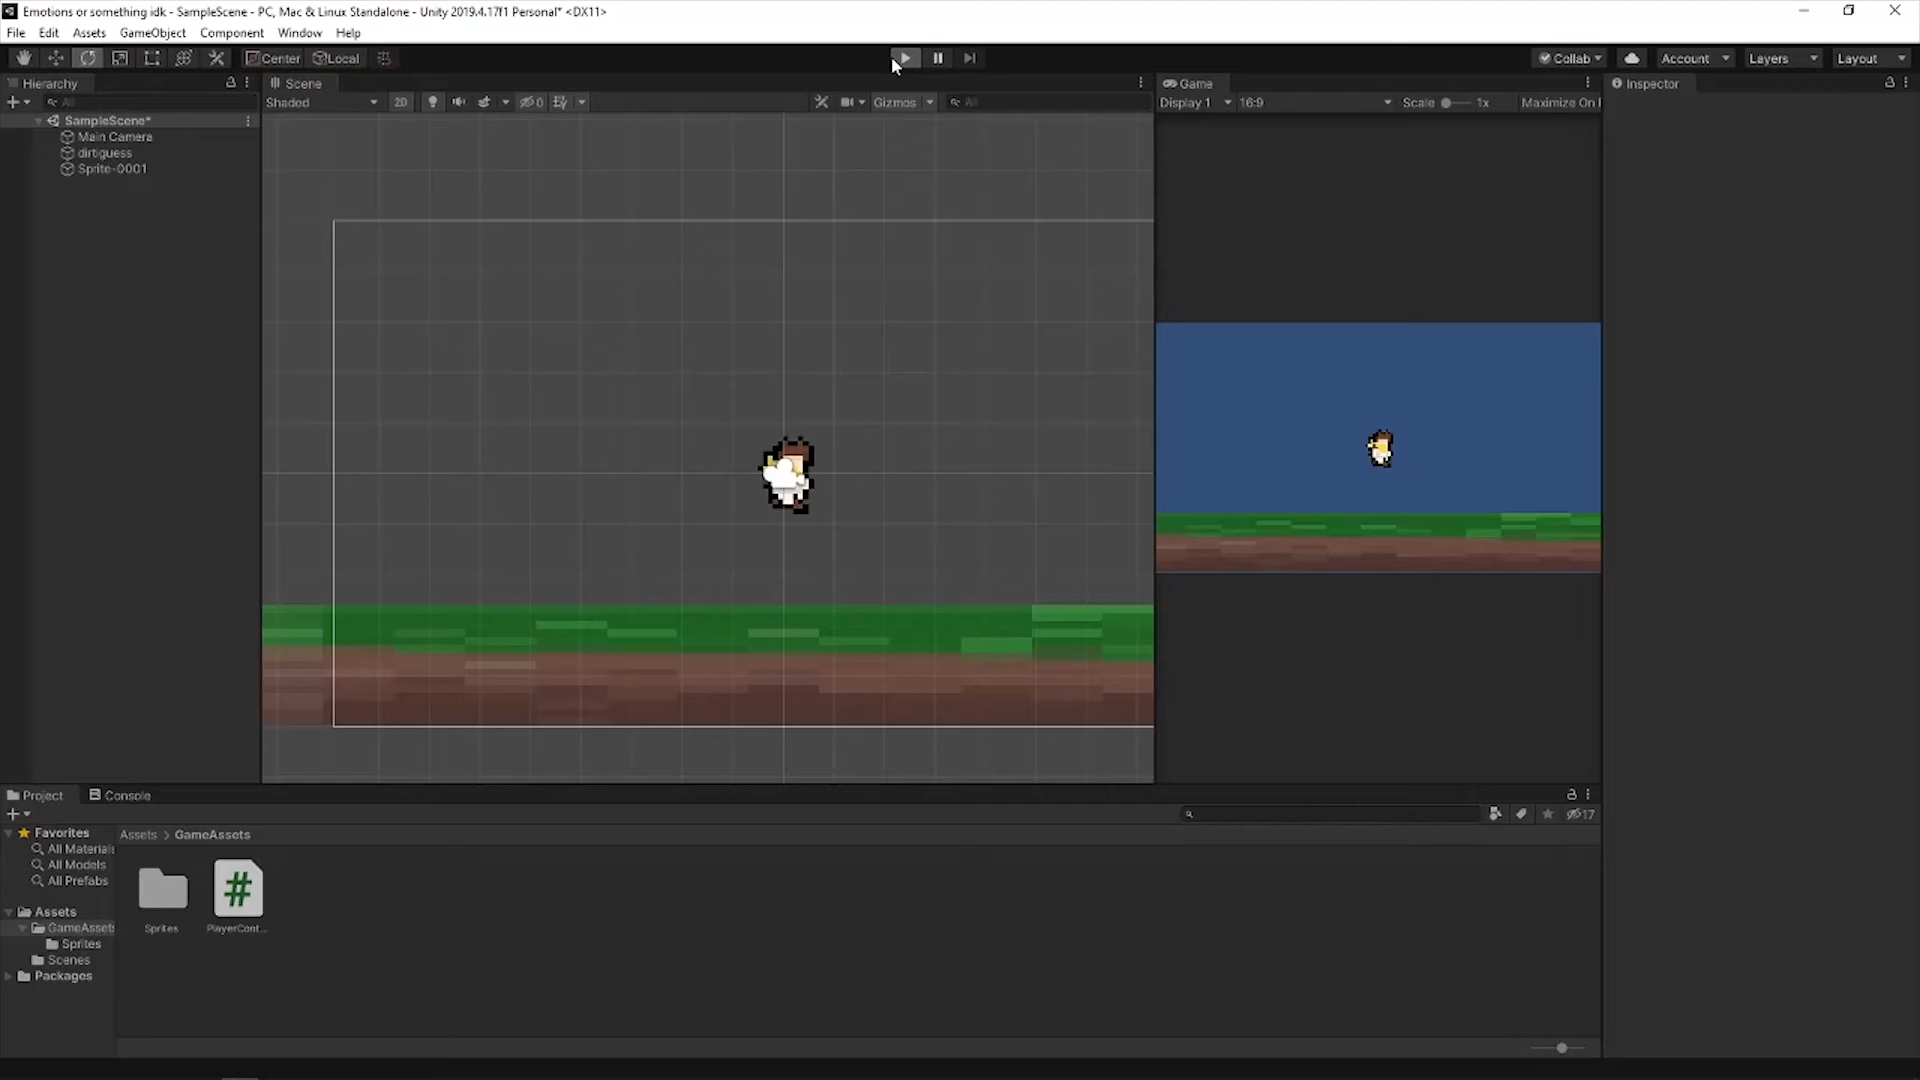 Emotions or something idk - SampleScene - PC, Mac & Linux Standalone - Unity 2019.4.17f1 Personal* <DX11>
File Edit Assets GameObject Component Window Help
Center Local Collab Account Layers Layout
Hierarchy Scene Game Inspector
All Shaded 2D 0 Gizmos All Display 1 16:9 Scale 1x Maximize On
SampleScene*
Main Camera
dirtiguess
Sprite-0001
Project Console
17
Favorites Assets > GameAssets
All Materials
All Models
All Prefabs
Assets
GameAssets Sprites PlayerCont...
Sprites
Scenes
Packages